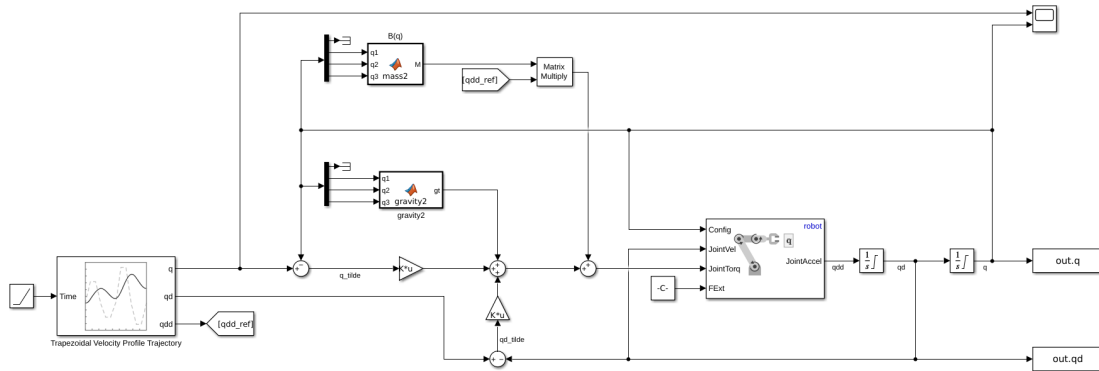 B(q)
q1
q2
q3
M
mass2
[qdd_ref]
Matrix
Multiply
q1
q2
q3
gt
gravity2
gravity2
robot
Config
JointVel
JointTorq
FExt
q
JointAccel
qdd
1
s
qd
1
s
q
out.q
-C-
q_tilde
K*u
K*u
qd_tilde
Time
q
qd
qdd
[qdd_ref]
Trapezoidal Velocity Profile Trajectory
out.qd